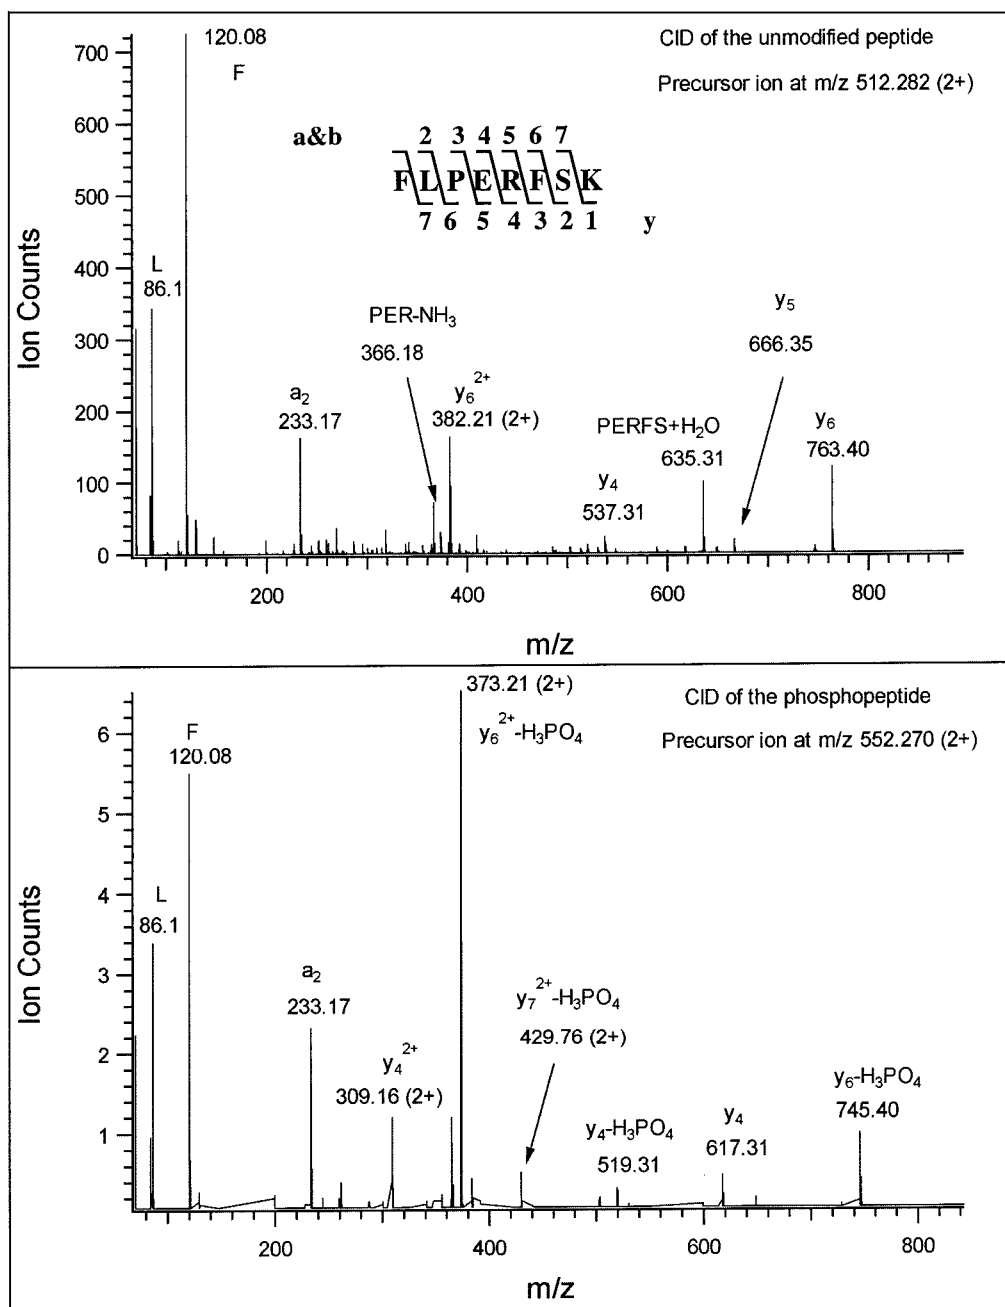 CID of the unmodified peptide
Precursor ion at m/z 512.282 (2+)
120.08
F
a&b 2 3 4 5 6 7
FLPERFSK
7 6 5 4 3 2 1 y
L
86.1
a2
233.17
PER-NH3
366.18
y6 2+
382.21 (2+)
y4
537.31
PERFS+H2O
635.31
y5
666.35
y6
763.40
Ion Counts
700
600
500
400
300
200
100
0
200 400 600 800
m/z
CID of the phosphopeptide
Precursor ion at m/z 552.270 (2+)
373.21 (2+)
y6 2+-H3PO4
F
120.08
L
86.1
a2
233.17
y4 2+
309.16 (2+)
y7 2+-H3PO4
429.76 (2+)
y4-H3PO4
519.31
y4
617.31
y6-H3PO4
745.40
Ion Counts
6
5
4
3
2
1
200 400 600 800
m/z